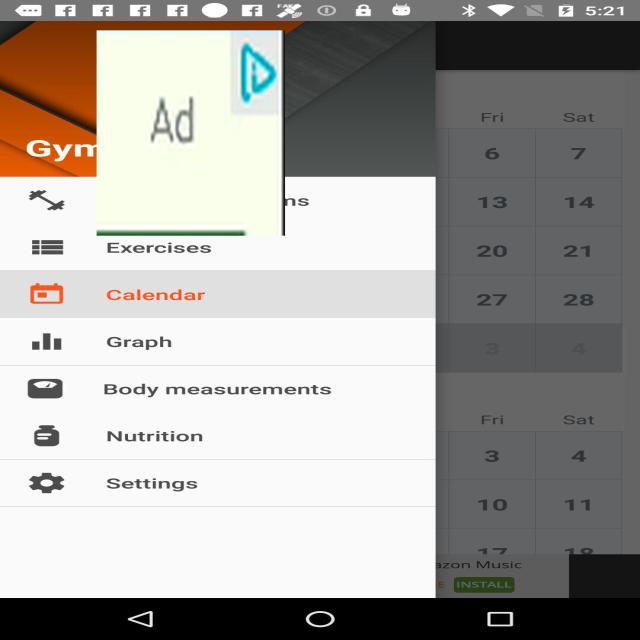 5:21
Ad
Gym
ms
Exercises
Calendar
Graph
Body measurements
Nutrition
Settings
Fri Sat
6 7
13 14
20 21
27 28
3 4
Fri Sat
3 4
10 11
17 18
azon Music
E INSTALL